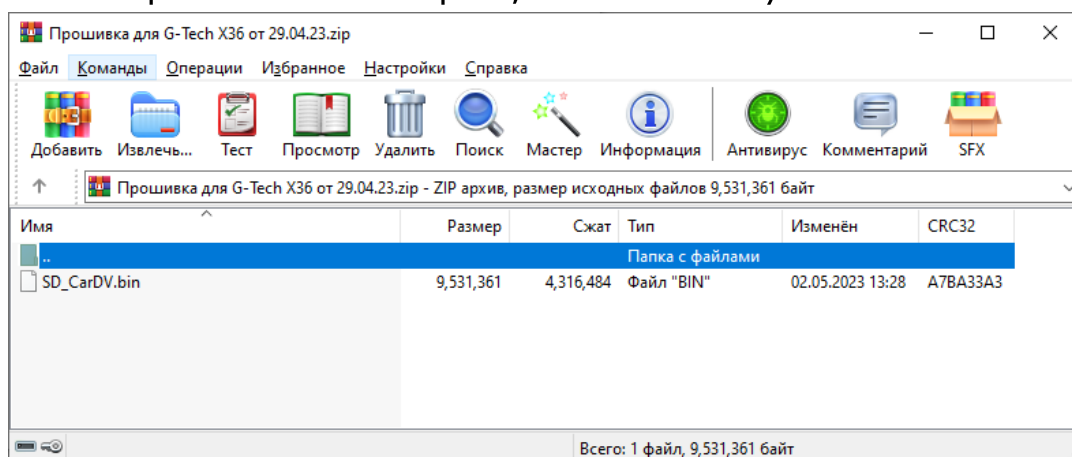 Прошивка для G-Tech X36 от 29.04.23.zip
Файл Команды Операции Избранное Настройки Справка
Добавить Извлечь... Тест Просмотр Удалить Поиск Мастер Информация Антивирус Комментарий SFX
Прошивка для G-Tech X36 от 29.04.23.zip - ZIP архив, размер исходных файлов 9,531,361 байт
Имя Размер Сжат Тип Изменён CRC32
.. Папка с файлами
SD_CarDV.bin 9,531,361 4,316,484 Файл "BIN" 02.05.2023 13:28 A7BA33A3
Всего: 1 файл, 9,531,361 байт